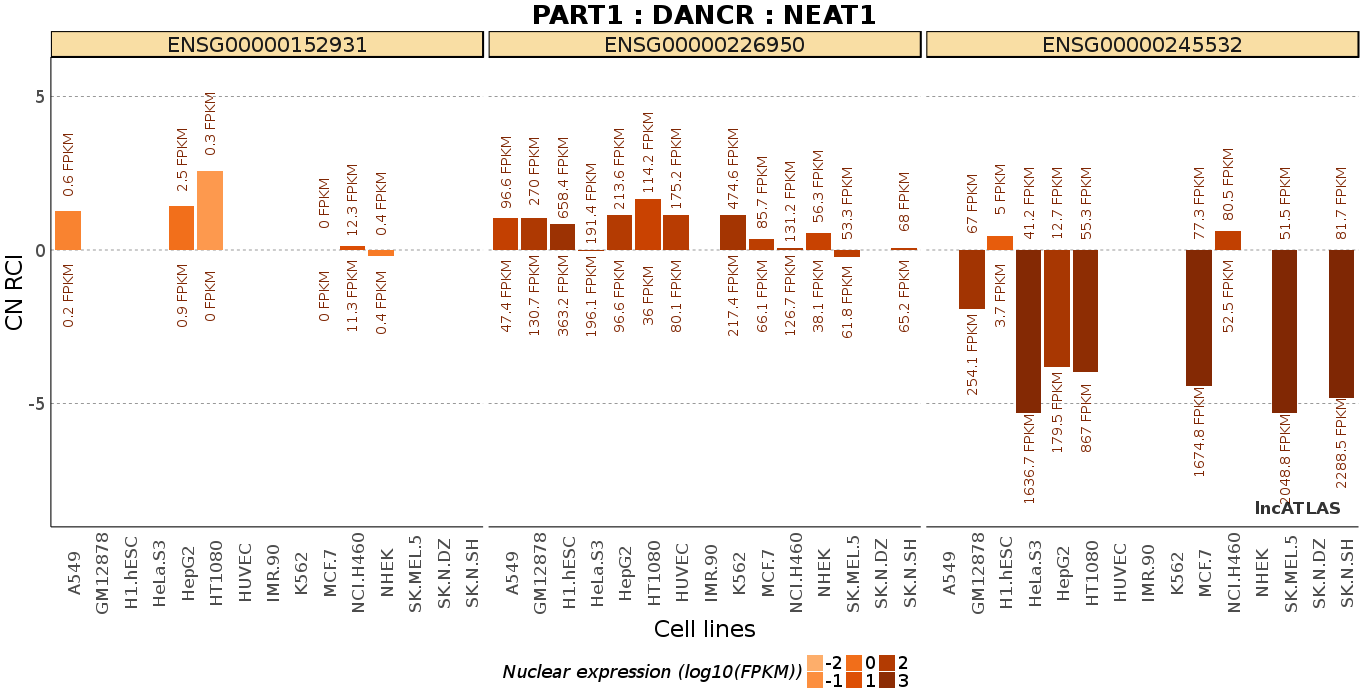 PART1 : DANCR : NEAT1
ENSG00000152931
ENSG00000226950
ENSG00000245532
CN RCI
5
0
-5
0.6 FPKM
2.5 FPKM
0.3 FPKM
0 FPKM
12.3 FPKM
0.4 FPKM
0.2 FPKM
0.9 FPKM
0 FPKM
0 FPKM
11.3 FPKM
0.4 FPKM
96.6 FPKM
270 FPKM
658.4 FPKM
191.4 FPKM
213.6 FPKM
114.2 FPKM
175.2 FPKM
474.6 FPKM
85.7 FPKM
131.2 FPKM
56.3 FPKM
53.3 FPKM
68 FPKM
47.4 FPKM
130.7 FPKM
363.2 FPKM
196.1 FPKM
96.6 FPKM
36 FPKM
80.1 FPKM
217.4 FPKM
66.1 FPKM
126.7 FPKM
38.1 FPKM
61.8 FPKM
65.2 FPKM
67 FPKM
5 FPKM
41.2 FPKM
12.7 FPKM
55.3 FPKM
77.3 FPKM
80.5 FPKM
51.5 FPKM
81.7 FPKM
254.1 FPKM
3.7 FPKM
1636.7 FPKM
179.5 FPKM
867 FPKM
1674.8 FPKM
52.5 FPKM
2048.8 FPKM
2288.5 FPKM
lncATLAS
A549
GM12878
H1.hESC
HeLa.S3
HepG2
HT1080
HUVEC
IMR.90
K562
MCF.7
NCI.H460
NHEK
SK.MEL.5
SK.N.DZ
SK.N.SH
A549
GM12878
H1.hESC
HeLa.S3
HepG2
HT1080
HUVEC
IMR.90
K562
MCF.7
NCI.H460
NHEK
SK.MEL.5
SK.N.DZ
SK.N.SH
A549
GM12878
H1.hESC
HeLa.S3
HepG2
HT1080
HUVEC
IMR.90
K562
MCF.7
NCI.H460
NHEK
SK.MEL.5
SK.N.DZ
SK.N.SH
Cell lines
Nuclear expression (log10(FPKM))
-2 0 2
-1 1 3